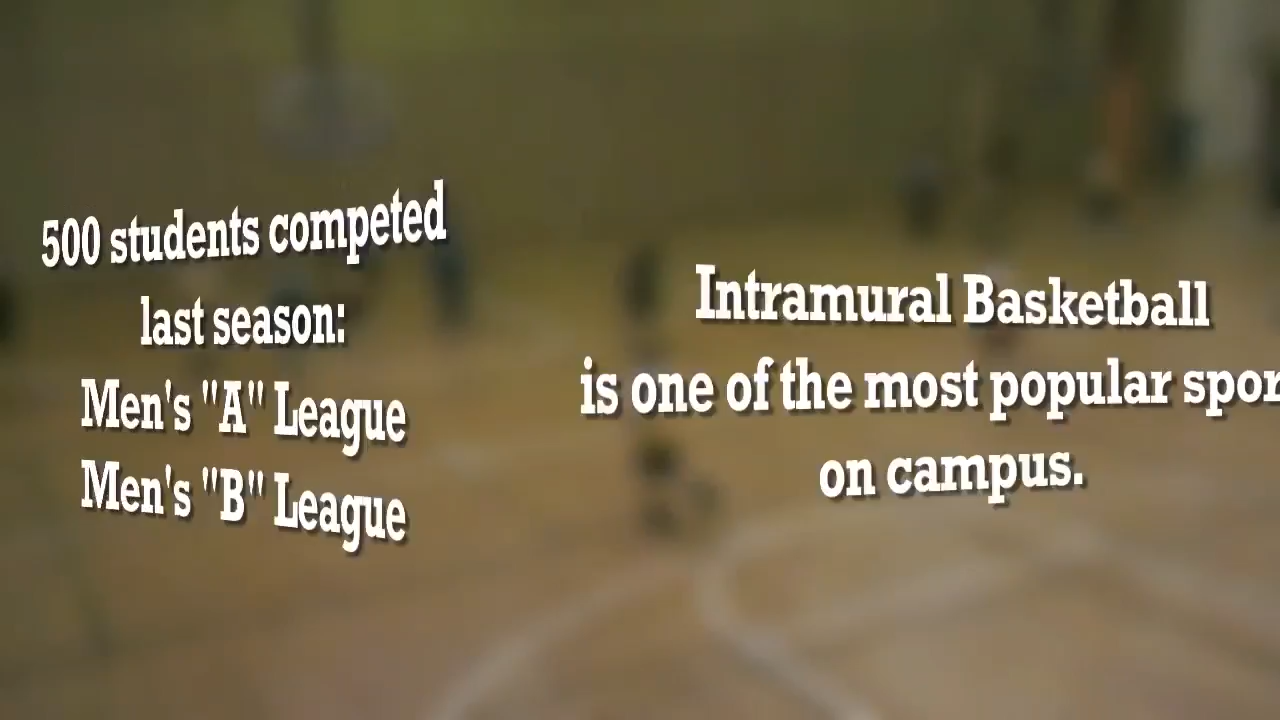 500 students competed
last season:
Men's "A" League
Men's "B" League
Intramural Basketball
is one of the most popular spor
on campus.